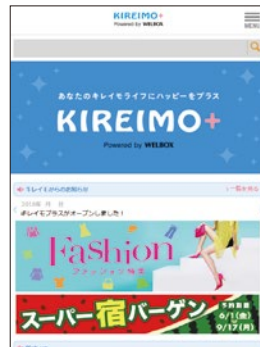 KIREIMO+
Powered by WELBOX
MENU
あなたのキレイモライフにハッピーをプラス
KIREIMO+
Powered by WELBOX
キレイモからのお知らせ
一覧を見る
キレイモプラスがオープンしました!
Fashion
ファッション特集
スーパー宿バーゲン
予約期間
6/1(金)
9/17(月)